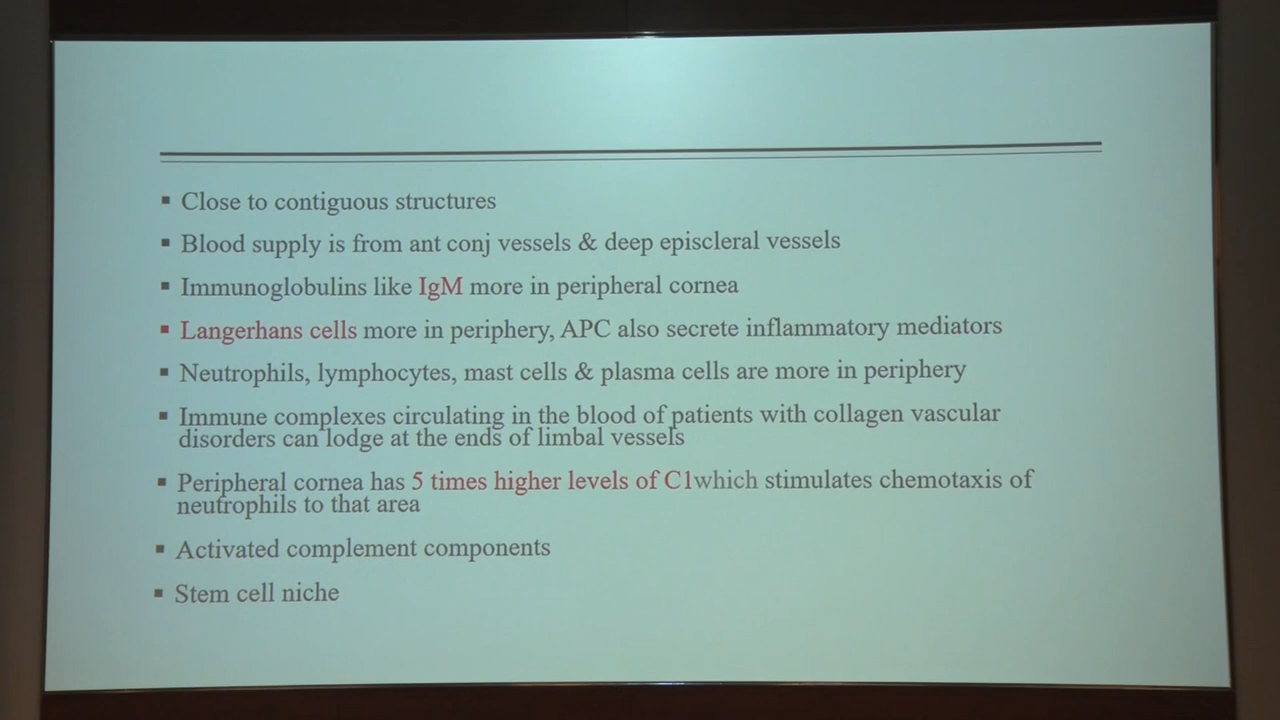 ▪ Close to contiguous structures
▪ Blood supply is from ant conj vessels & deep episcleral vessels
▪ Immunoglobulins like IgM more in peripheral cornea
▪ Langerhans cells more in periphery, APC also secrete inflammatory mediators
▪ Neutrophils, lymphocytes, mast cells & plasma cells are more in periphery
▪ Immune complexes circulating in the blood of patients with collagen vascular
disorders can lodge at the ends of limbal vessels
▪ Peripheral cornea has 5 times higher levels of C1which stimulates chemotaxis of
neutrophils to that area
▪ Activated complement components
▪ Stem cell niche